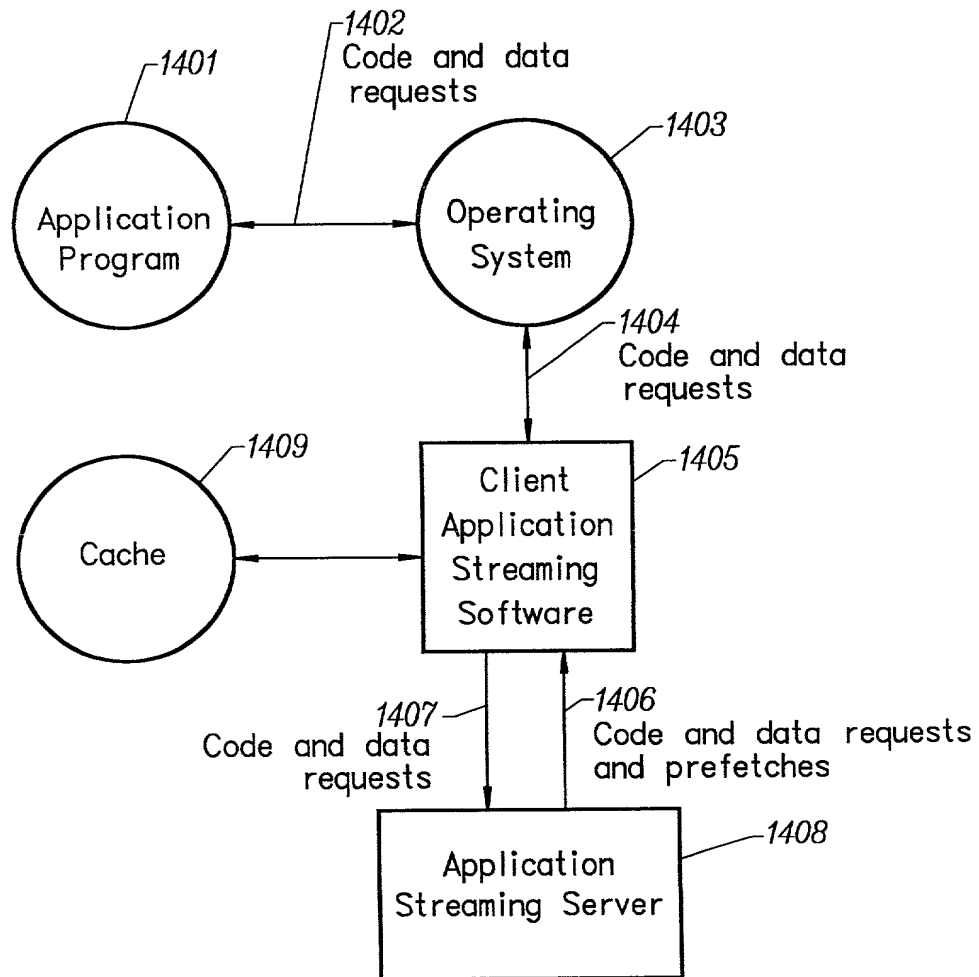 1402
Code and data
requests
1401
1403
Application
Program
Operating
System
1404
Code and data
requests
1409
1405
Cache
Client
Application
Streaming
Software
1407
Code and data
requests
1406
Code and data requests
and prefetches
1408
Application
Streaming Server